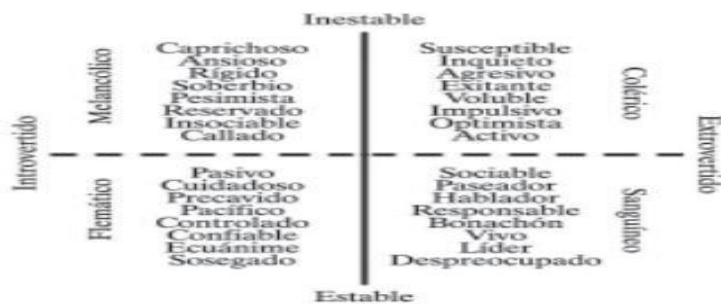 Inestable
Introvertido
Melancólico
Caprichoso
Ansioso
Rígido
Soberbio
Pesimista
Reservado
Insociable
Callado
Susceptible
Inquieto
Agresivo
Exitante
Voluble
Impulsivo
Optimista
Activo
Colérico
Extrovertido
Flemático
Pasivo
Cuidadoso
Precavido
Pacífico
Controlado
Confiable
Ecuánime
Sosegado
Sociable
Paseador
Hablador
Responsable
Bonachón
Vivo
Líder
Despreocupado
Sanguíneo
Estable